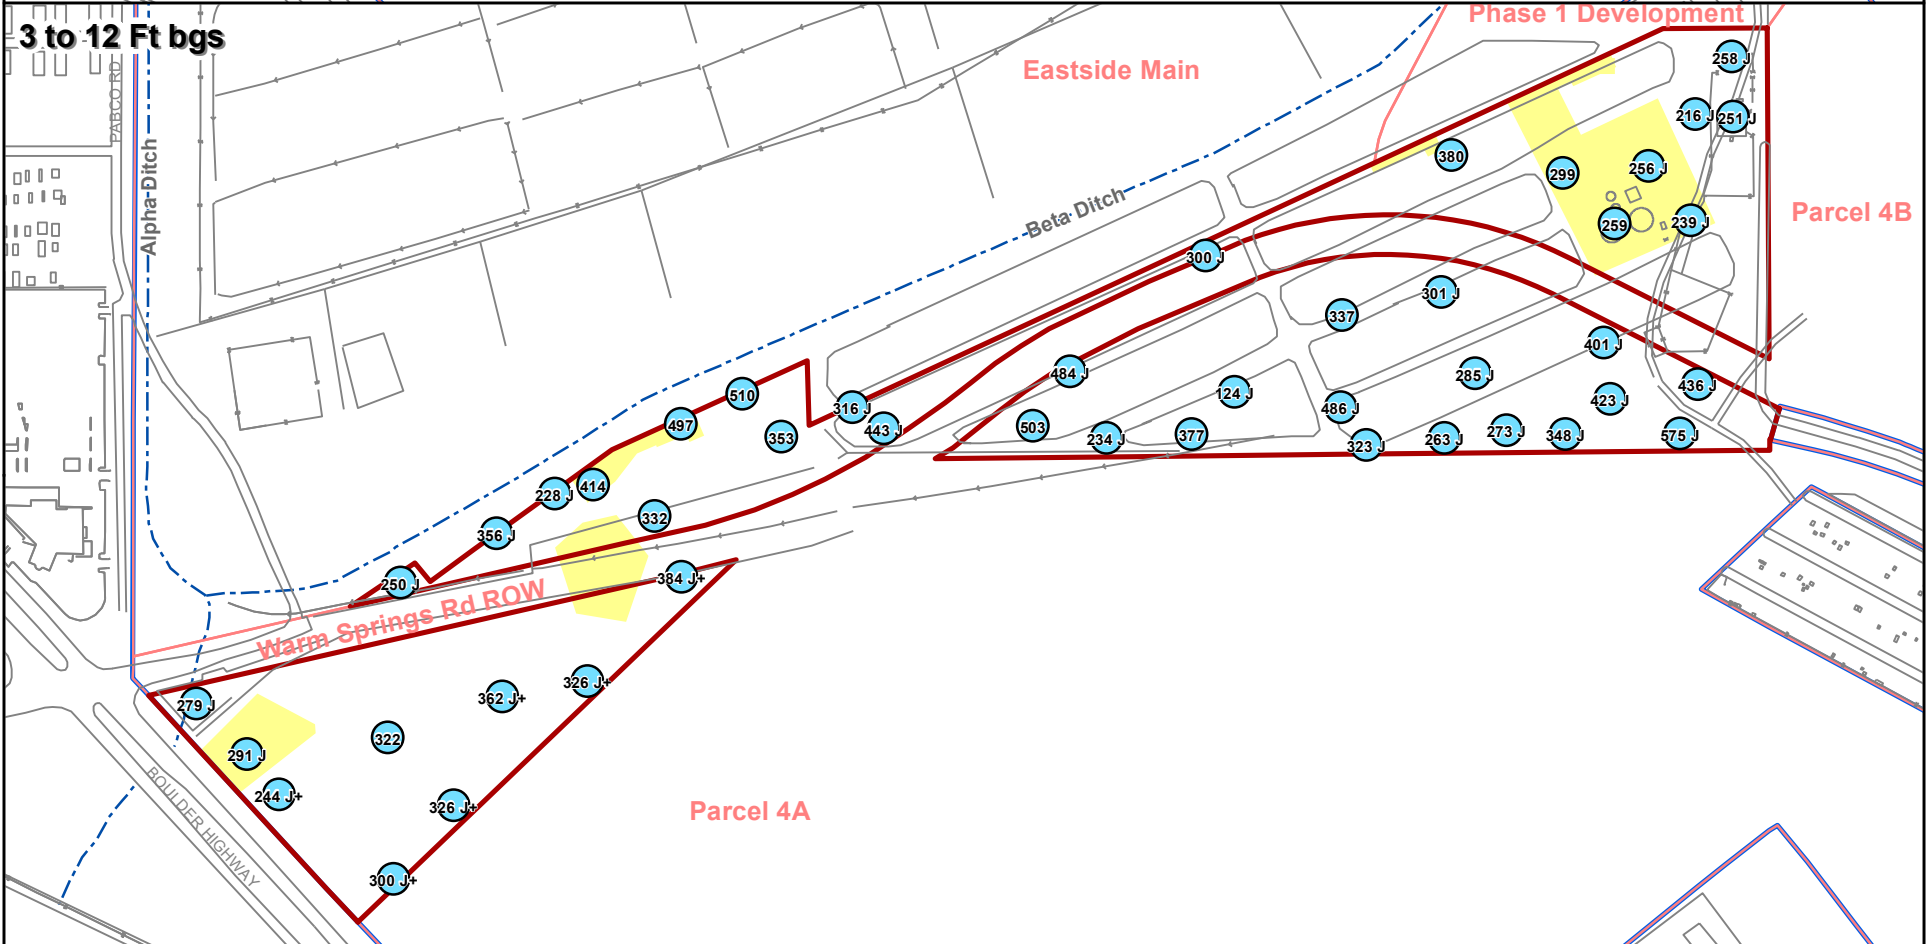 3 to 12 Ft bgs
Phase 1 Development
Eastside Main
PABCO RD
Alpha Ditch
Beta Ditch
Parcel 4B
258 J
216 J
251 J
380
299
256 J
259
239 J
300 J
301 J
337
401 J
484 J
285 J
436 J
510
124 J
423 J
316 J
486 J
497
353
443 J
503
234 J
377
323 J
263 J
273 J
348 J
575 J
228 J
414
332
356 J
250 J
384 J+
Warm Springs Rd ROW
326 J+
362 J+
279 J
322
291 J
244 J+
326 J+
Parcel 4A
BOULDER HIGHWAY
300 J+